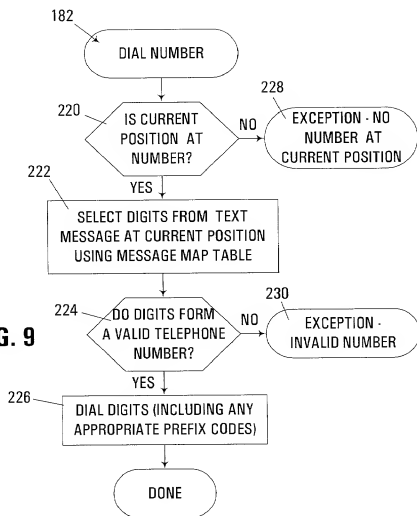 182
DIAL NUMBER
220
IS CURRENT
POSITION AT
NUMBER?
NO
228
EXCEPTION - NO
NUMBER AT
CURRENT POSITION
YES
222
SELECT DIGITS FROM TEXT
MESSAGE AT CURRENT POSITION
USING MESSAGE MAP TABLE
224
DO DIGITS FORM
A VALID TELEPHONE
NUMBER?
NO
230
EXCEPTION -
INVALID NUMBER
G. 9
YES
226
DIAL DIGITS (INCLUDING ANY
APPROPRIATE PREFIX CODES)
DONE